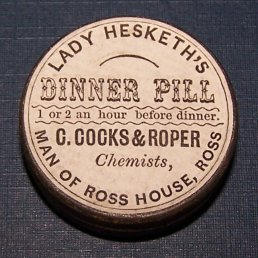 LADY HESKETH'S
DINNER PILL
1 or 2 an hour before dinner.
C. COCKS & ROPER
Chemists,
MAN OF ROSS HOUSE, ROSS